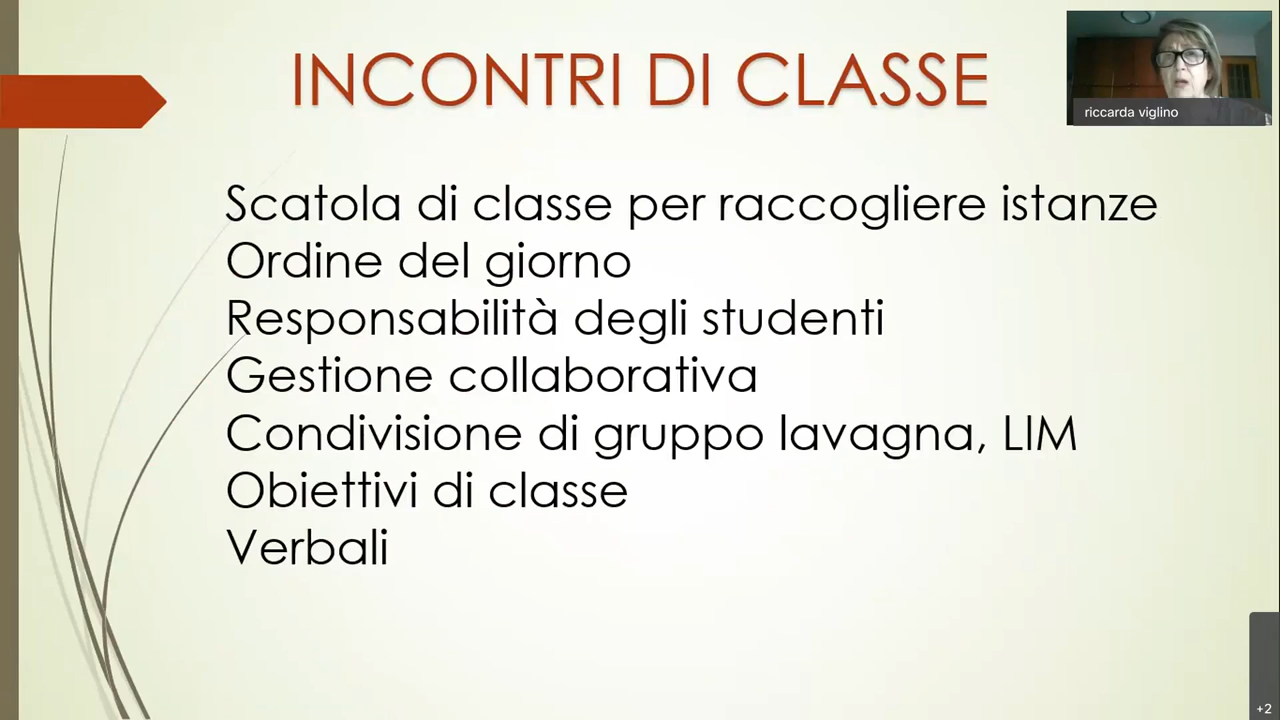 INCONTRI DI CLASSE
riccarda viglino
Scatola di classe per raccogliere istanze
Ordine del giorno
Responsabilità degli studenti
Gestione collaborativa
Condivisione di gruppo lavagna, LIM
Obiettivi di classe
Verbali
+2